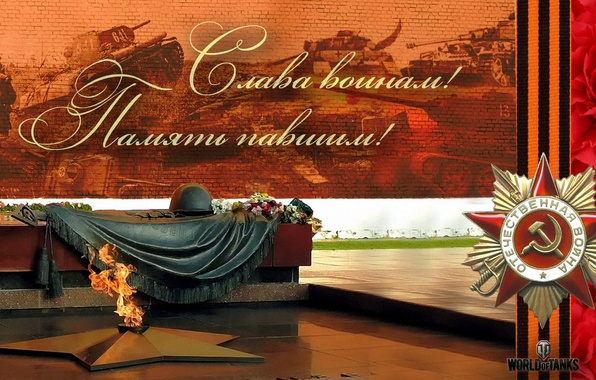 Слава воинам!
Память павшим!
ОТЕЧЕСТВЕННАЯ ВОЙНА
WORLD OF TANKS